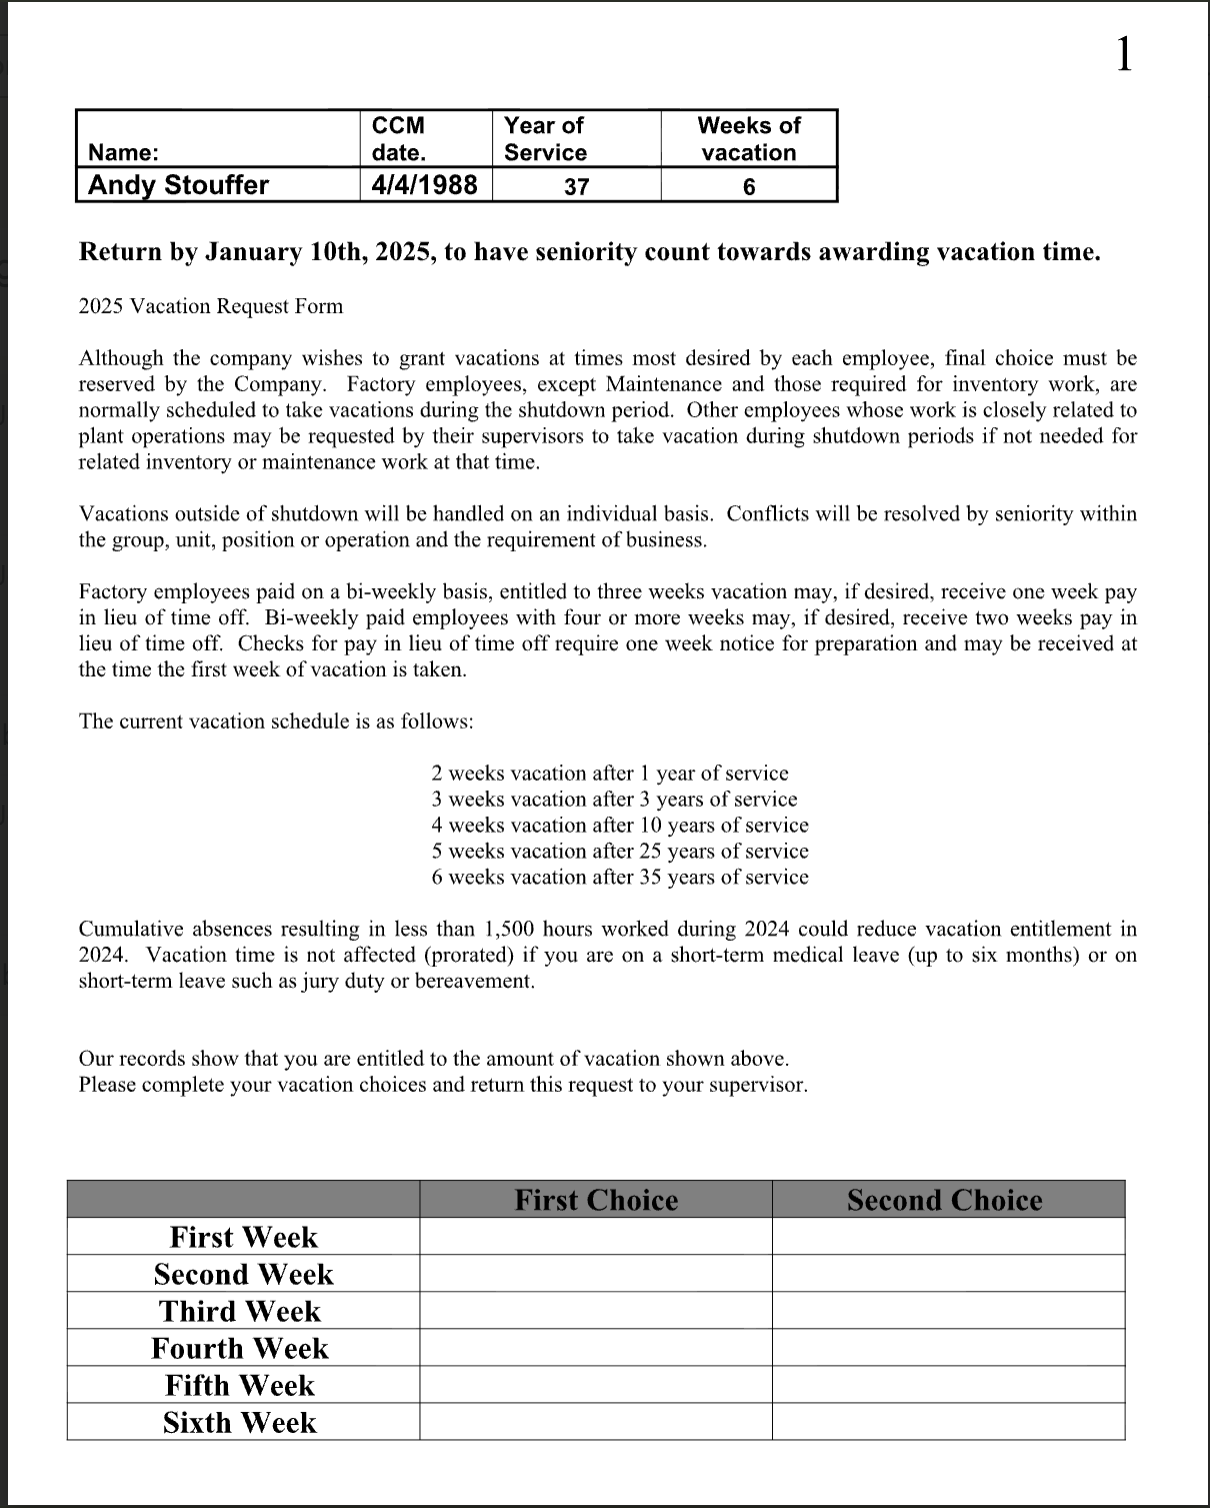 1
Name: CCM date. Year of Service Weeks of vacation
Andy Stouffer 4/4/1988 37 6
Return by January 10th, 2025, to have seniority count towards awarding vacation time.
2025 Vacation Request Form
Although the company wishes to grant vacations at times most desired by each employee, final choice must be
reserved by the Company. Factory employees, except Maintenance and those required for inventory work, are
normally scheduled to take vacations during the shutdown period. Other employees whose work is closely related to
plant operations may be requested by their supervisors to take vacation during shutdown periods if not needed for
related inventory or maintenance work at that time.
Vacations outside of shutdown will be handled on an individual basis. Conflicts will be resolved by seniority within
the group, unit, position or operation and the requirement of business.
Factory employees paid on a bi-weekly basis, entitled to three weeks vacation may, if desired, receive one week pay
in lieu of time off. Bi-weekly paid employees with four or more weeks may, if desired, receive two weeks pay in
lieu of time off. Checks for pay in lieu of time off require one week notice for preparation and may be received at
the time the first week of vacation is taken.
The current vacation schedule is as follows:
2 weeks vacation after 1 year of service
3 weeks vacation after 3 years of service
4 weeks vacation after 10 years of service
5 weeks vacation after 25 years of service
6 weeks vacation after 35 years of service
Cumulative absences resulting in less than 1,500 hours worked during 2024 could reduce vacation entitlement in
2024. Vacation time is not affected (prorated) if you are on a short-term medical leave (up to six months) or on
short-term leave such as jury duty or bereavement.
Our records show that you are entitled to the amount of vacation shown above.
Please complete your vacation choices and return this request to your supervisor.
First Choice Second Choice
First Week
Second Week
Third Week
Fourth Week
Fifth Week
Sixth Week